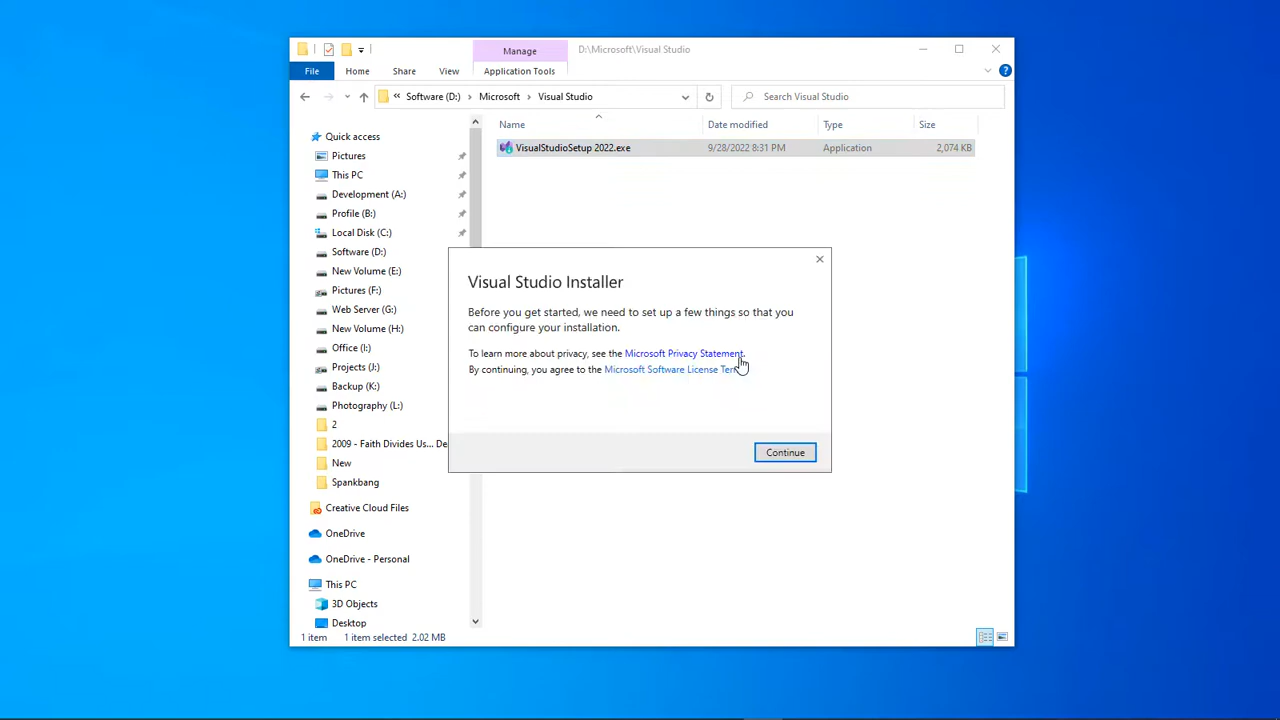 Manage
D:\Microsoft\Visual Studio
File
Home
Share
View
Application Tools
Software (D:)
Microsoft
Visual Studio
Search Visual Studio
Name
Date modified
Type
Size
VisualStudioSetup 2022.exe
9/28/2022 8:31 PM
Application
2,074 KB
Quick access
Pictures
This PC
Development (A:)
Profile (B:)
Local Disk (C:)
Software (D:)
New Volume (E:)
Pictures (F:)
Web Server (G:)
New Volume (H:)
Office (I:)
Projects (J:)
Backup (K:)
Photography (L:)
2
2009 - Faith Divides Us... De
New
Spankbang
Creative Cloud Files
OneDrive
OneDrive - Personal
This PC
3D Objects
Desktop
Visual Studio Installer
Before you get started, we need to set up a few things so that you
can configure your installation.
To learn more about privacy, see the Microsoft Privacy Statement.
By continuing, you agree to the Microsoft Software License
Continue
1 item
1 item selected 2.02 MB